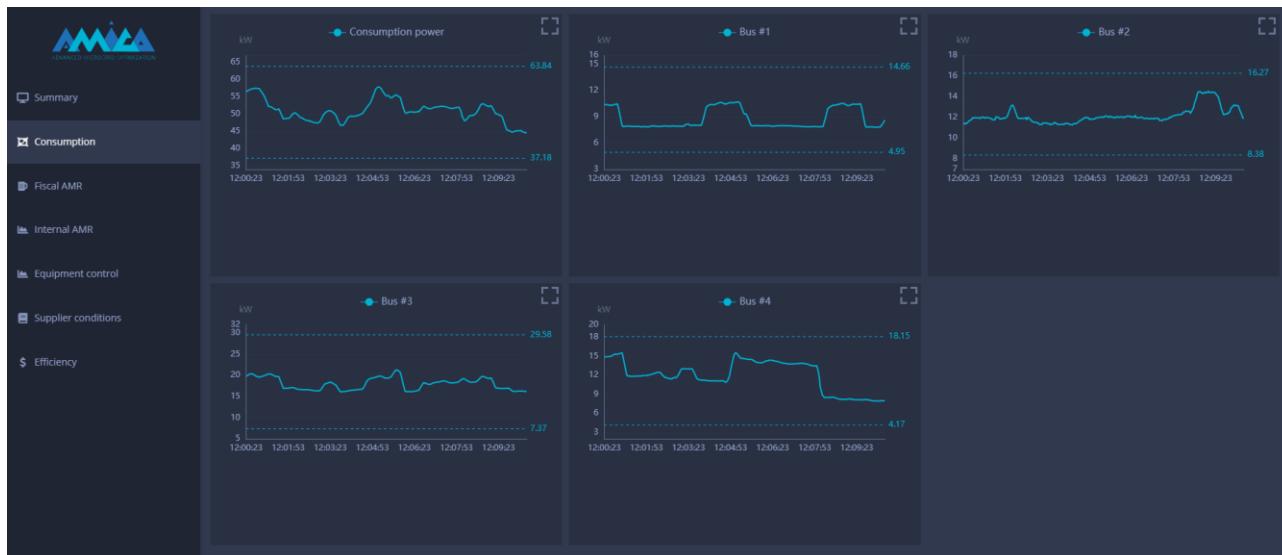 AMIGA
ADVANCED MICROGRID OPTIMIZATION
Summary
Consumption
Fiscal AMR
Internal AMR
Equipment control
Supplier conditions
$ Efficiency
Consumption power
kW
65
60
55
50
45
40
35
63.84
37.18
12:00:23 12:01:53 12:03:23 12:04:53 12:06:23 12:07:53 12:09:23
Bus #1
kW
16
15
12
9
6
3
14.66
4.95
12:00:23 12:01:53 12:03:23 12:04:53 12:06:23 12:07:53 12:09:23
Bus #2
kW
18
16
14
12
10
8
7
16.27
8.38
12:00:23 12:01:53 12:03:23 12:04:53 12:06:23 12:07:53 12:09:23
Bus #3
kW
32
30
25
20
15
10
5
29.58
7.37
12:00:23 12:01:53 12:03:23 12:04:53 12:06:23 12:07:53 12:09:23
Bus #4
kW
20
18
15
12
9
6
3
18.15
4.17
12:00:23 12:01:53 12:03:23 12:04:53 12:06:23 12:07:53 12:09:23